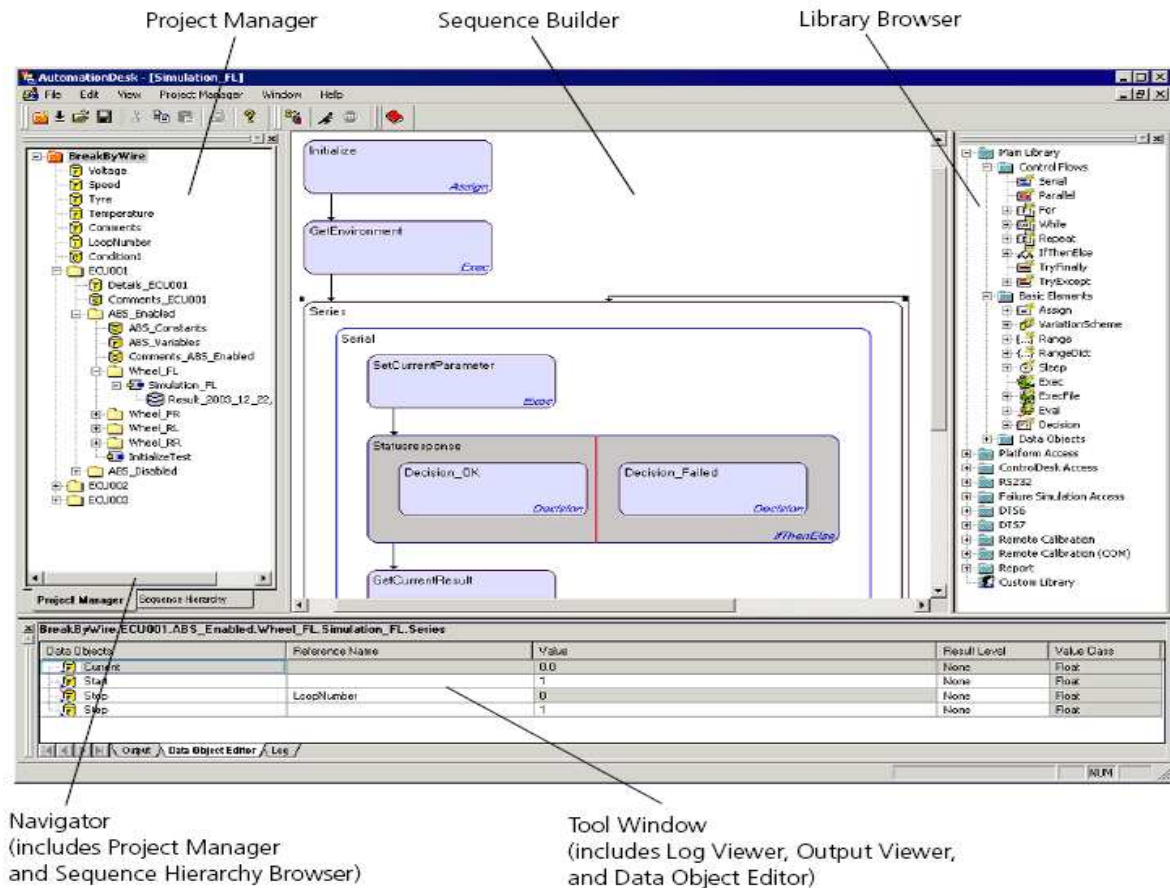 Project Manager
Sequence Builder
Library Browser
AutomationDesk - [Simulation_FL]
File Edit View Project Manager Window Help
BreakByWire
Voltage
Speed
Tyre
Temperature
Comments
LoopNumber
Condition1
ECU001
Details_ECU001
Comments_ECU001
ABS_Enabled
ABS_Constants
ABS_Variables
Comments_ABS_Enabled
Wheel_FL
Simulation_FL
Result_2003_12_22,
Wheel_FR
Wheel_RL
Wheel_RR
InitializeTest
ABS_Disabled
ECU002
ECU003
Project Manager
Sequence Hierarchy
Initialize
Assign
GetEnvironment
Exec
Series
Serial
SetCurrentParameter
Exec
Statusresponse
Decision_OK
Decision
Decision_Failed
Decision
IfThenElse
GetCurrentResult
Main Library
Control Flows
Serial
Parallel
For
While
Repeat
IfThenElse
TryFinally
TryExcept
Basic Elements
Assign
VariationScheme
Range
RangeDict
Sleep
Exec
ExecFile
Eval
Decision
Data Objects
Platform Access
ControlDesk Access
RS232
Failure Simulation Access
DTS6
DTS7
Remote Calibration
Remote Calibration (COM)
Report
Custom Library
BreakByWire.ECU001.ABS_Enabled.Wheel_FL.Simulation_FL.Series
Data Objects Reference Name Value Result Level Value Class
Current 0.0 None Float
Start 1 None Float
Stop LoopNumber 0 None Float
Step 1 None Float
Output Data Object Editor Log
NUM
Navigator
(includes Project Manager
and Sequence Hierarchy Browser)
Tool Window
(includes Log Viewer, Output Viewer,
and Data Object Editor)